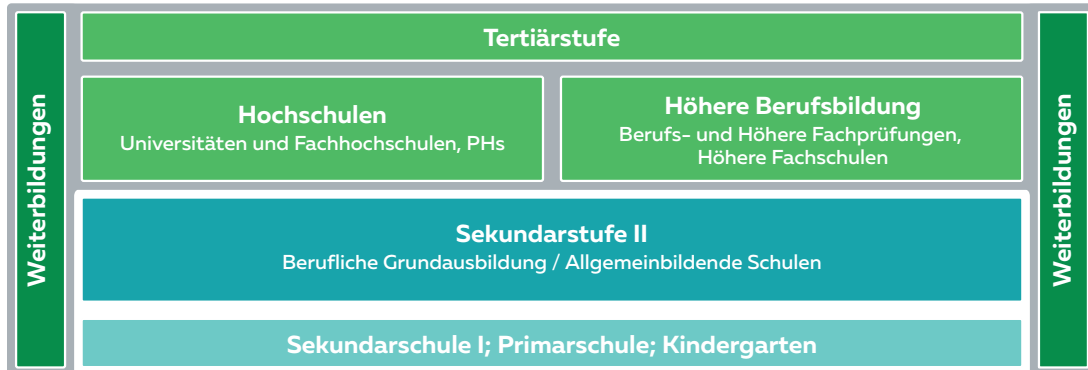 Weiterbildungen
Tertiärstufe
Hochschulen
Universitäten und Fachhochschulen, PHs
Höhere Berufsbildung
Berufs- und Höhere Fachprüfungen,
Höhere Fachschulen
Sekundarstufe II
Berufliche Grundausbildung / Allgemeinbildende Schulen
Sekundarschule I; Primarschule; Kindergarten
Weiterbildungen